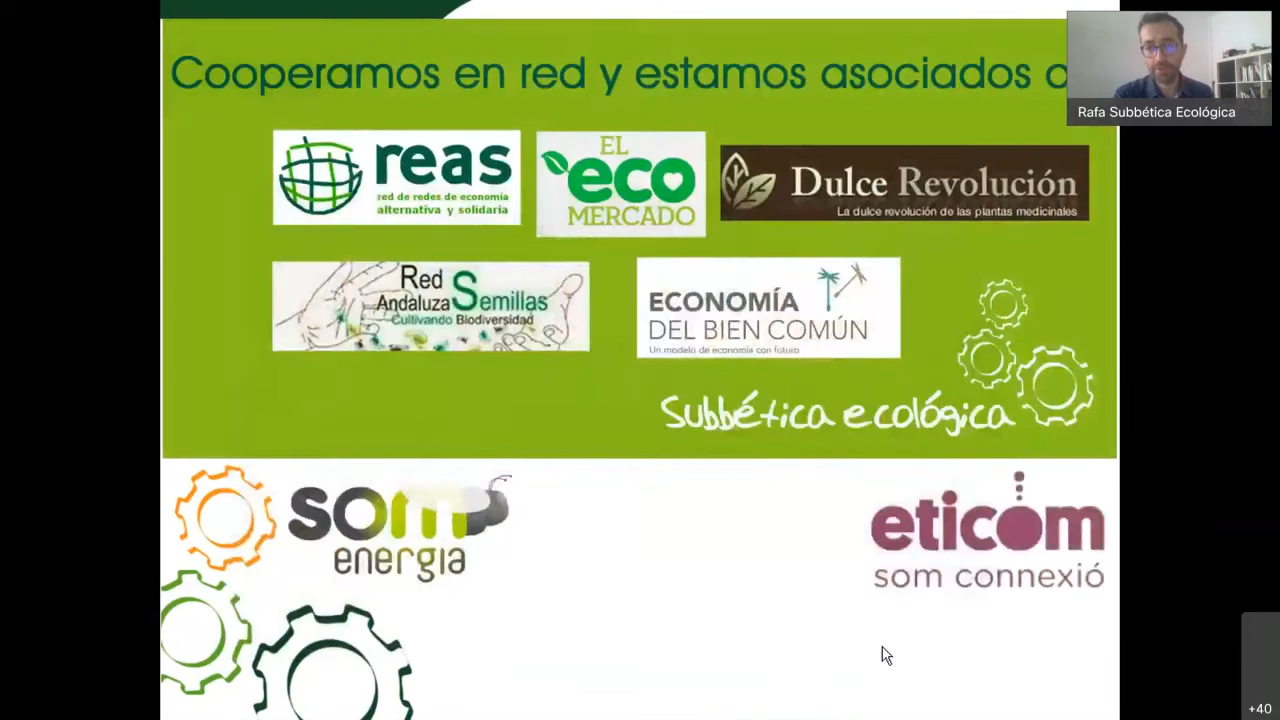 Cooperamos en red y estamos asociados
Rafa Subbética Ecológica
reas
red de redes de economía
alternativa y solidaria
EL
eco
MERCADO
Dulce Revolución
La dulce revolución de las plantas medicinales
Red
Andaluza Semillas
Cultivando Biodiversidad
ECONOMÍA
DEL BIEN COMÚN
Un modelo de economía con futuro
Subbética ecológica
som
energia
eticom
som connexió
+40